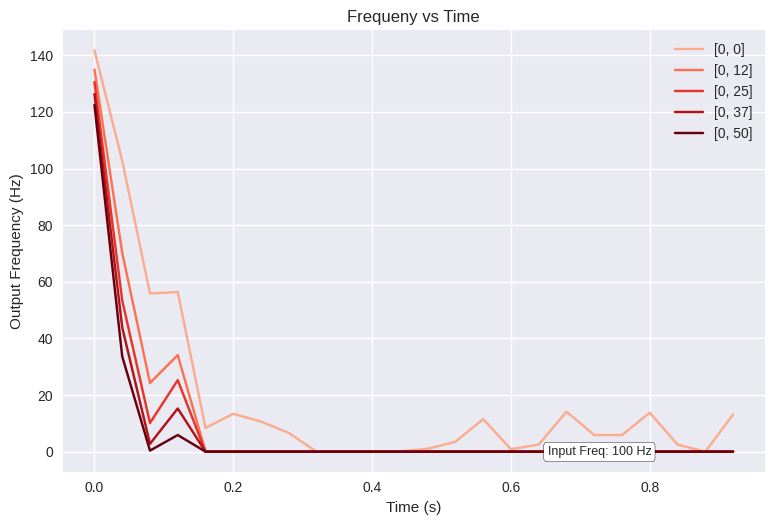 Frequeny vs Time
[0, 0]
[0, 12]
[0, 25]
[0, 37]
[0, 50]
Output Frequency (Hz)
140
120
100
80
60
40
20
0
Input Freq: 100 Hz
0.0 0.2 0.4 0.6 0.8
Time (s)